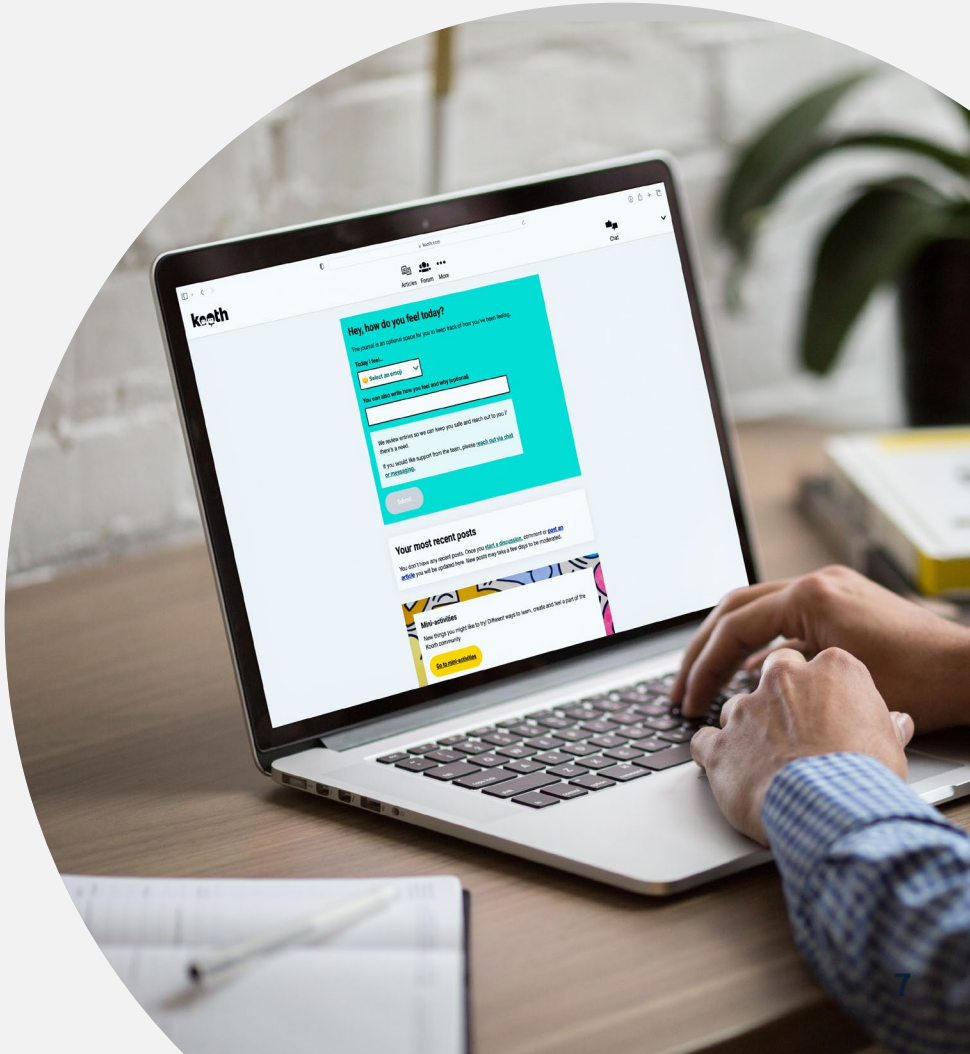 kooth.com
Articles Forum More
Chat
kooth
Hey, how do you feel today?
The journal is an optional space for you to keep track of how you've been feeling.
Today I feel...
Select an emoji
You can also write how you feel and why (optional)
We review entries so we can keep you safe and reach out to you if
there's a need.
If you would like support from the team, please reach out via chat
or messaging.
Submit
Your most recent posts
You don't have any recent posts. Once you start a discussion, comment or post an
article you will be updated here. New posts may take a few days to be moderated.
Mini-activities
New things you might like to try! Different ways to learn, create and feel a part of the
Kooth community
Go to mini-activities
7